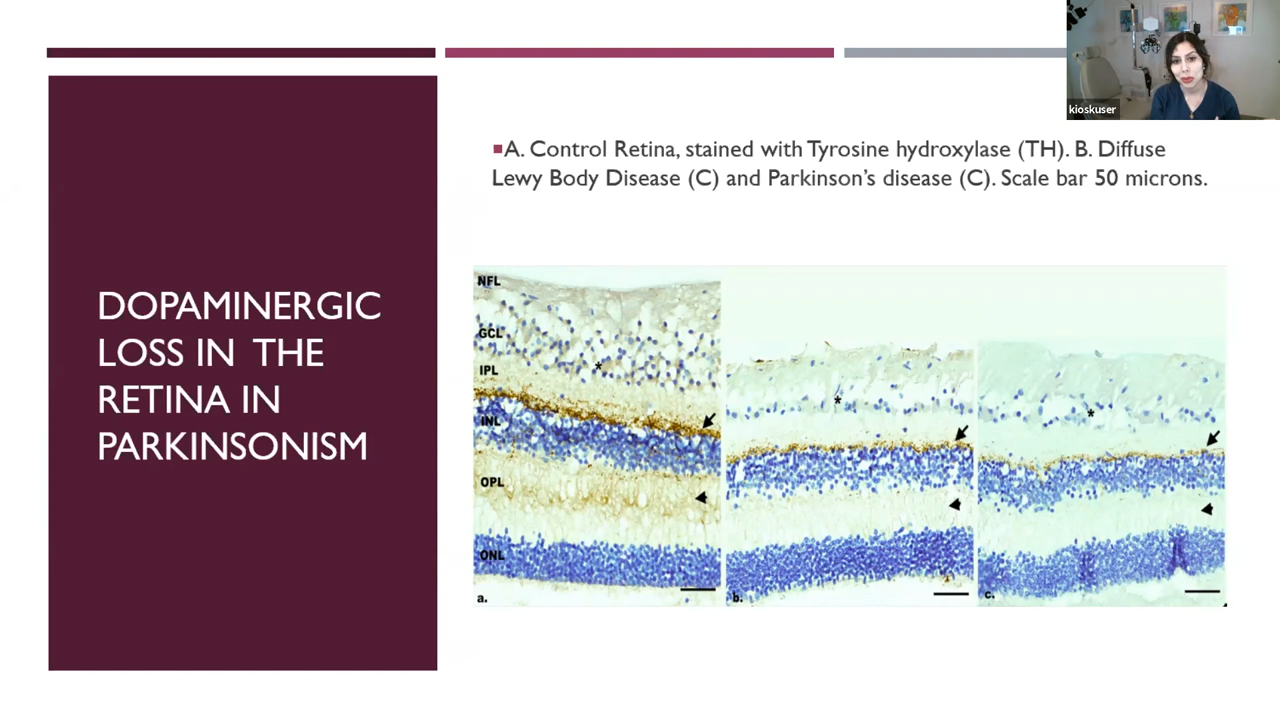 kioskuser
▪A. Control Retina, stained with Tyrosine hydroxylase (TH). B. Diffuse
Lewy Body Disease (C) and Parkinson's disease (C). Scale bar 50 microns.
DOPAMINERGIC
LOSS IN THE
RETINA IN
PARKINSONISM
NFL
GCL
*
IPL
INL
OPL
ONL
a.
*
b.
*
c.